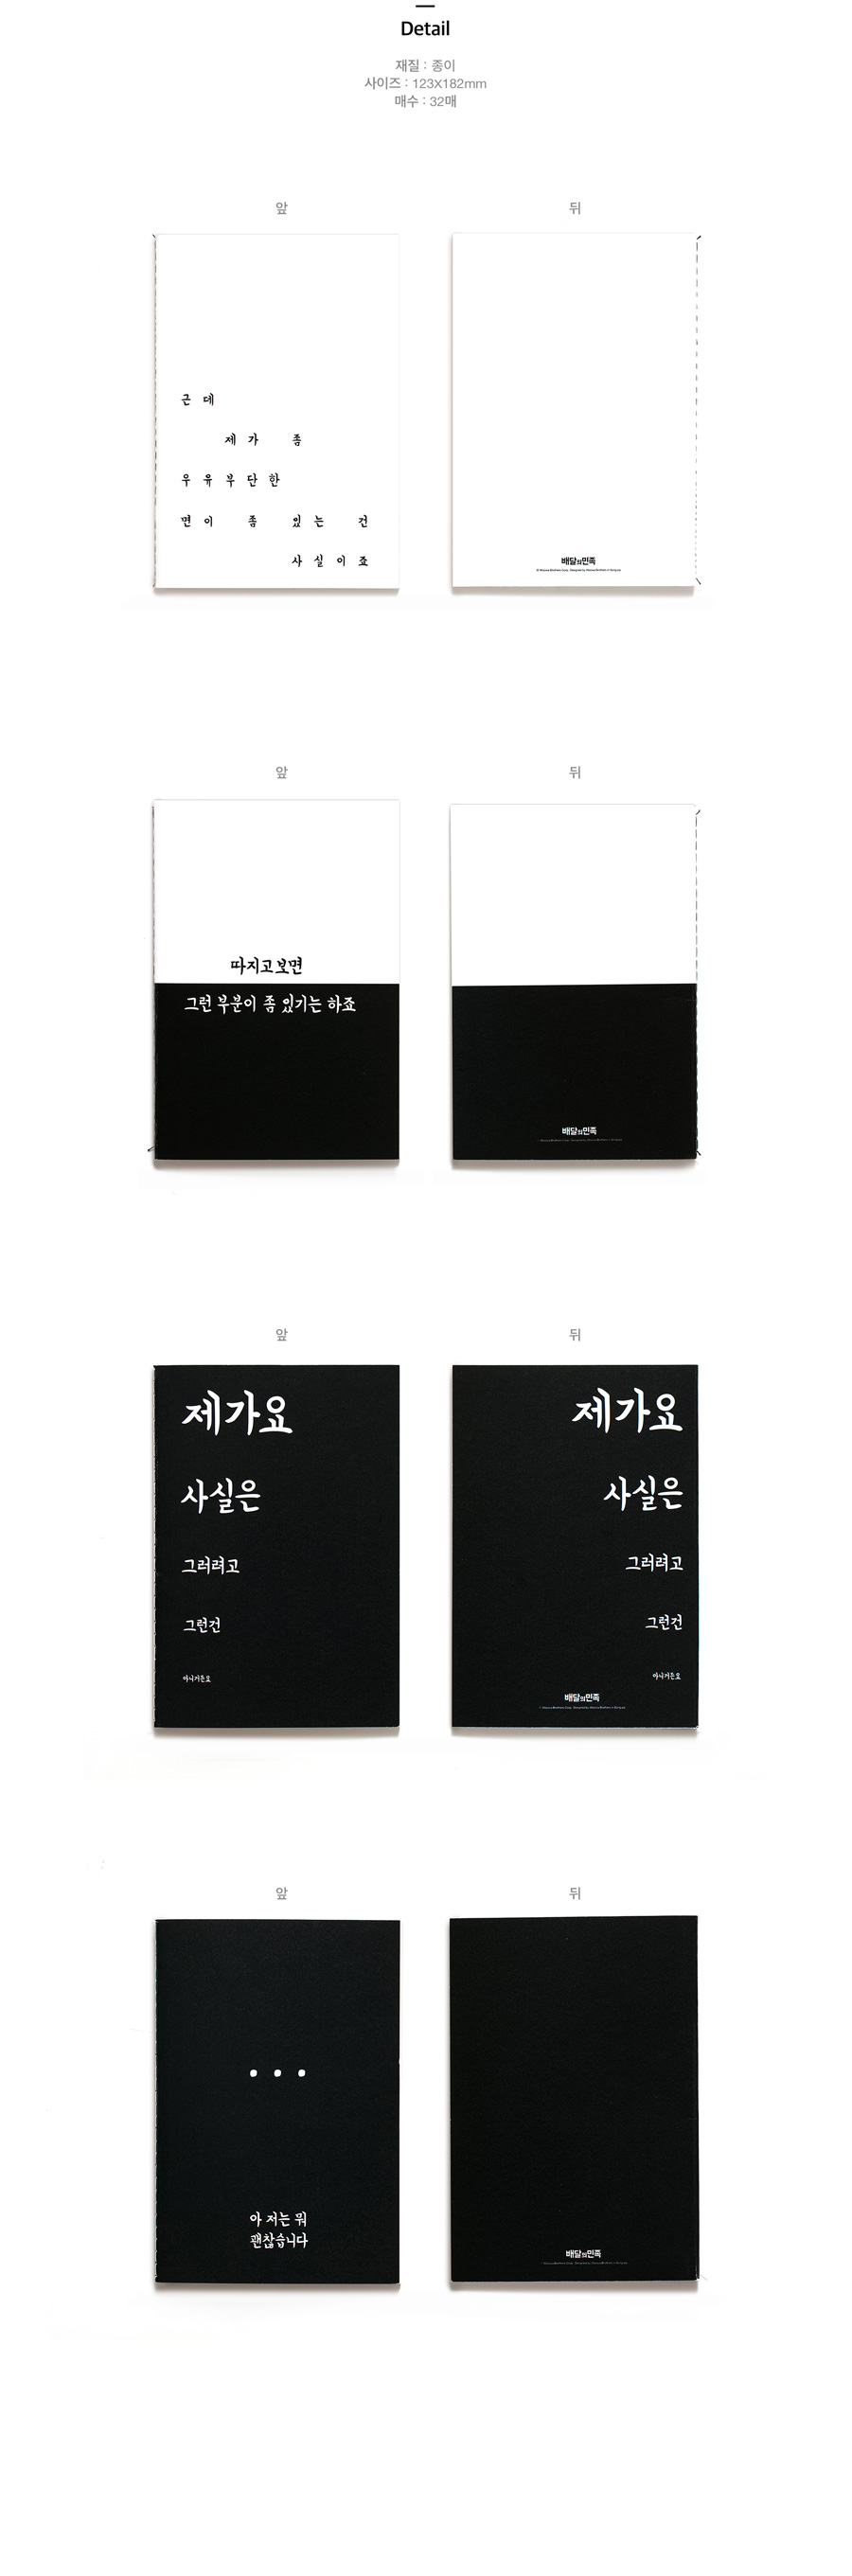 Detail
재질 : 종이
사이즈 : 123X182mm
매수 : 32매
앞
뒤
근데
제가 좀
우유부단한
면이 좀 있는 건
사실이죠
배달의민족
앞
뒤
따지고보면
그런 부분이 좀 있기는 하죠
배달의민족
앞
뒤
제가요
사실은
그러려고
그런건
아니거든요
제가요
사실은
그러려고
그런건
아니거든요
배달의민족
앞
뒤
...
아 저는 뭐
괜찮습니다
배달의민족